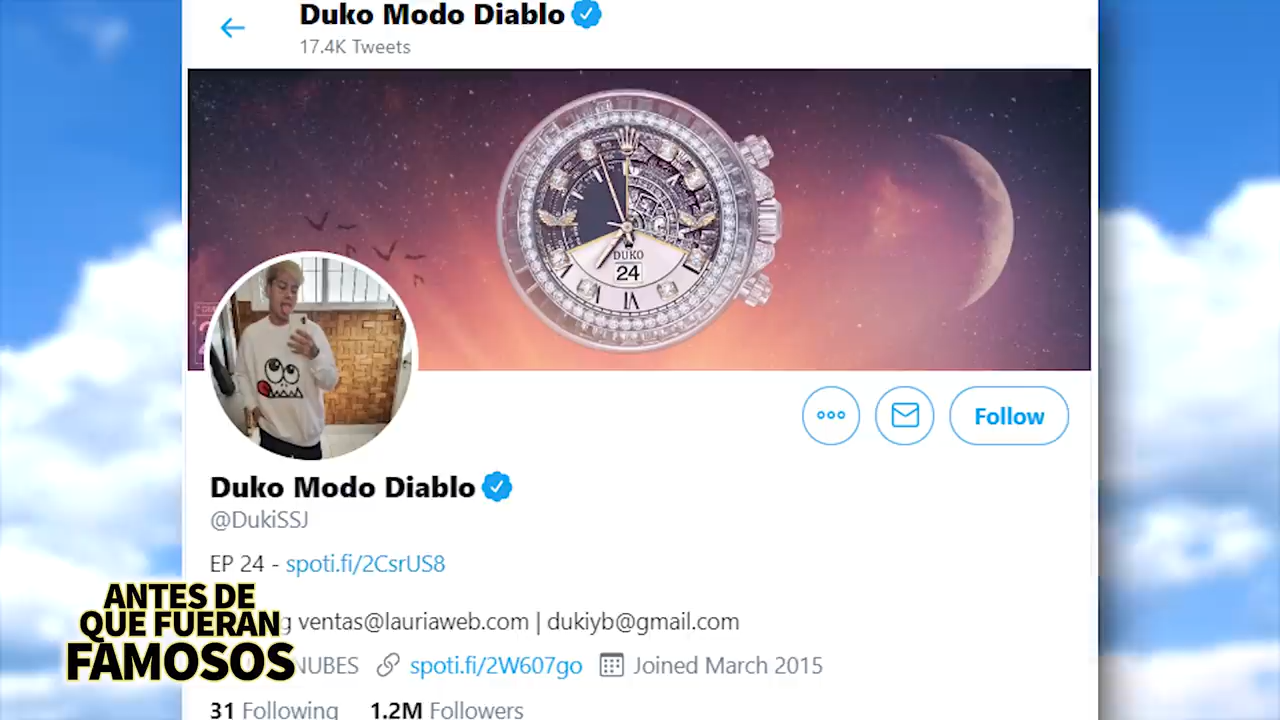 Duko Modo Diablo
17.4K Tweets
DUKO
24
Duko Modo Diablo
@DukiSSJ
EP 24 - spoti.fi/2CsrUS8
ventas@lauriaweb.com | dukiyb@gmail.com
NUBES spoti.fi/2W607go Joined March 2015
31 Following 1.2M Followers
Follow
ANTES DE
QUE FUERAN
FAMOSOS